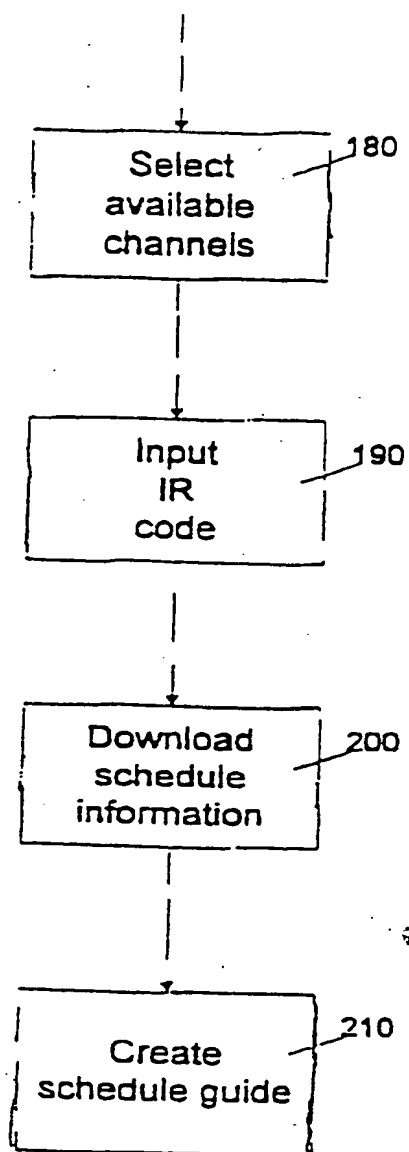 180
Select
available
channels
190
Input
IR
code
200
Download
schedule
information
210
Create
schedule guide